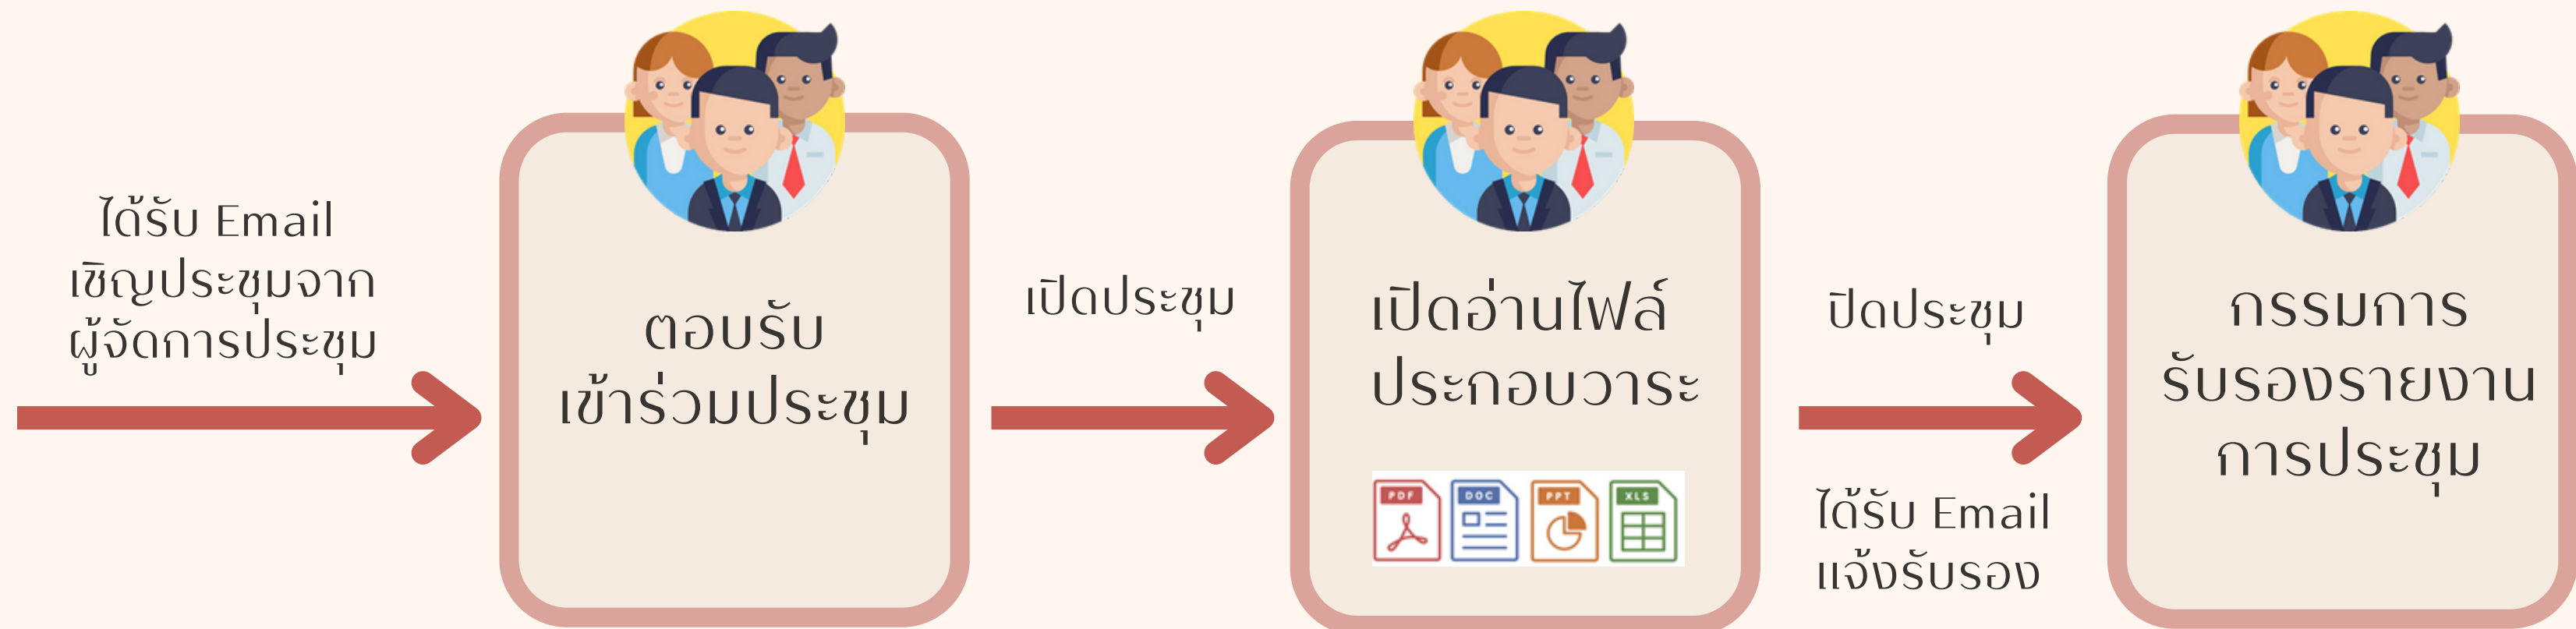 ได้รับ Email
เชิญประชุมจาก
ผู้จัดการประชุม
ตอบรับ
เข้าร่วมประชุม
เปิดประชุม
เปิดอ่านไฟล์
ประกอบวาระ
PDF
DOC
PPT
XLS
ปิดประชุม
ได้รับ Email
แจ้งรับรอง
กรรมการ
รับรองรายงาน
การประชุม